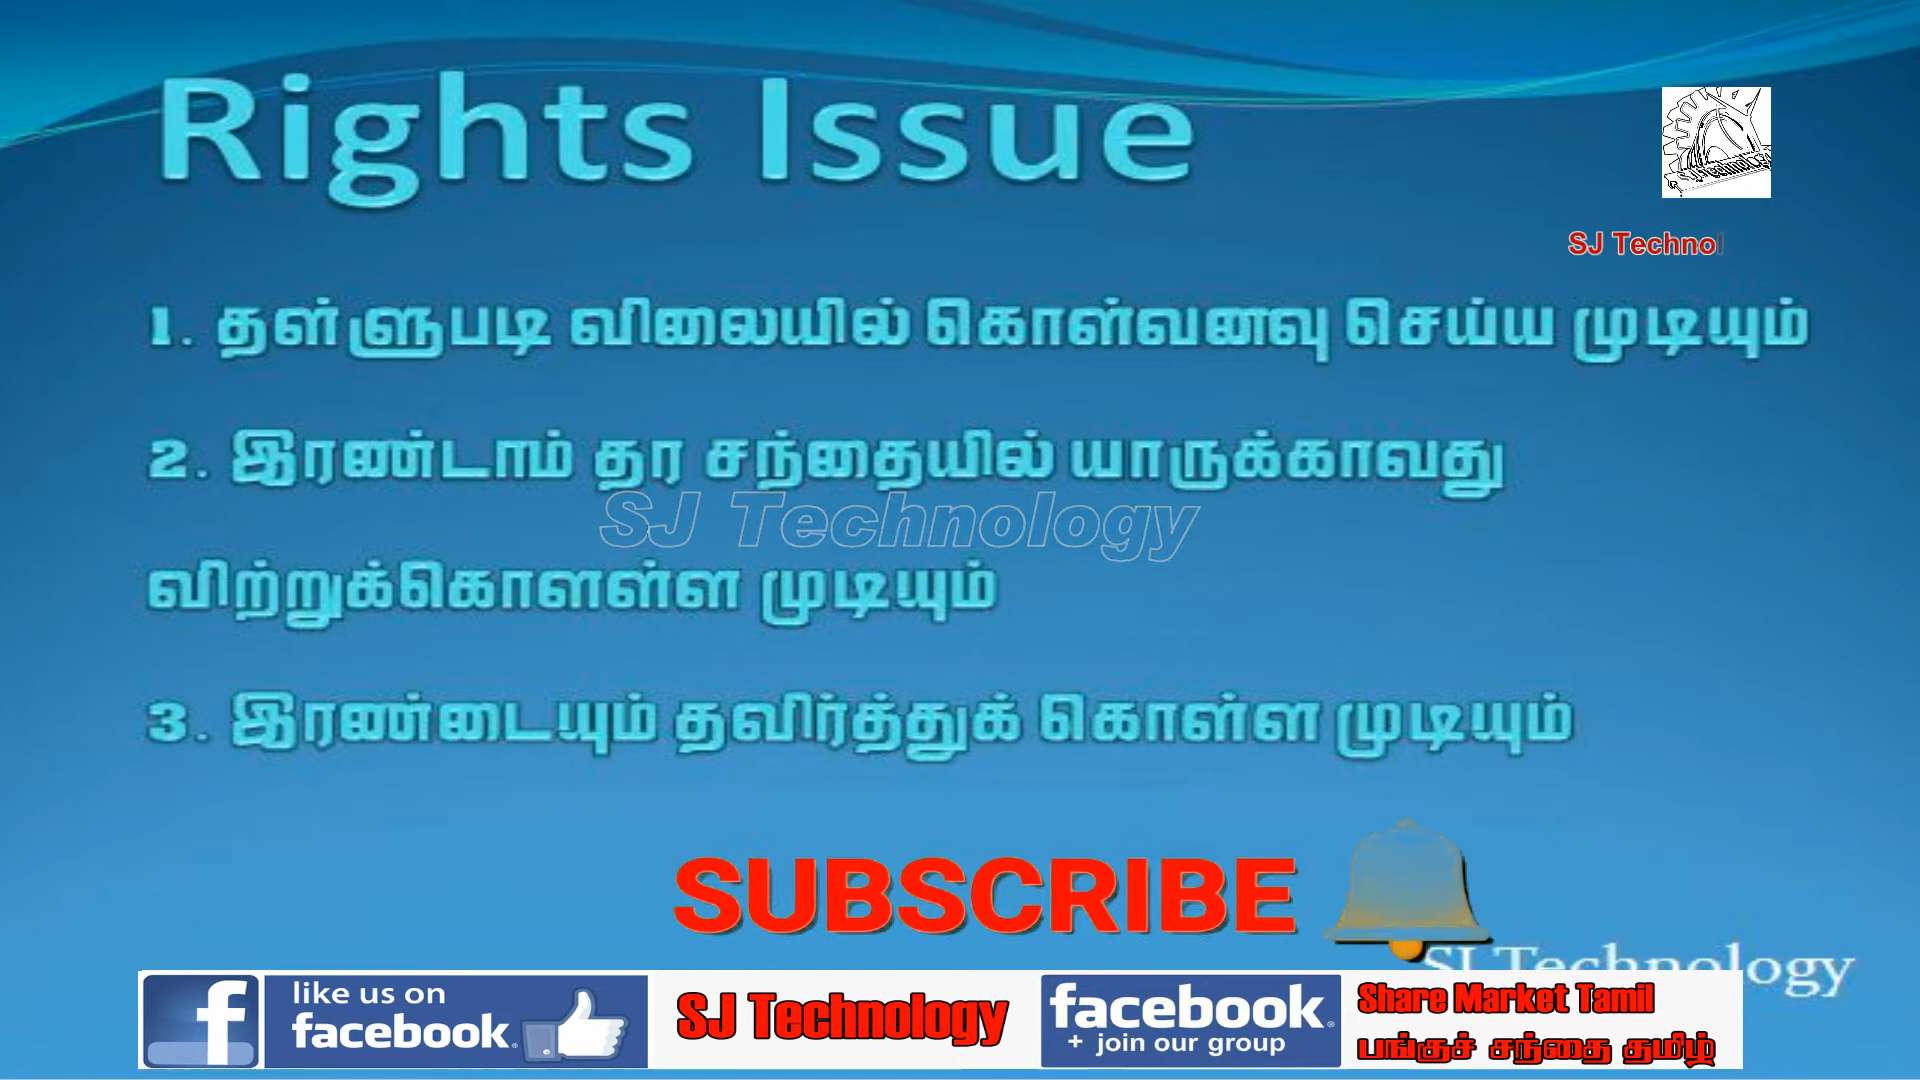 Rights Issue
SJ Techno
1. தள்ளுபடி விலையில் கொள்வனவு செய்ய முடியும்
2. இரண்டாம் தர சந்தையில் யாருக்காவது
SJ Technology
விற்றுக்கொளள்ள முடியும்
3. இரண்டையும் தவிர்த்துக் கொள்ள முடியும்
SUBSCRIBE
SJ Technology
like us on
facebook
SJ Technology
facebook
+ join our group
Share Market Tamil
பங்குச் சந்தை தமிழ்